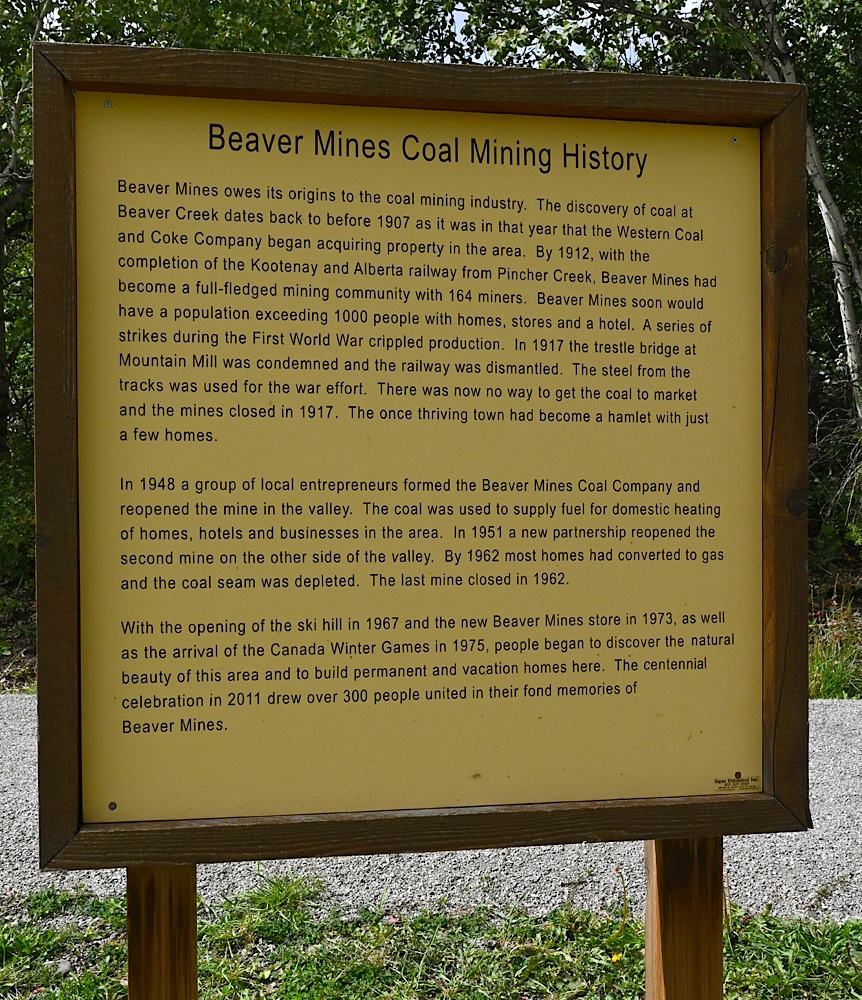 Beaver Mines Coal Mining History
Beaver Mines owes its origins to the coal mining industry. The discovery of coal at
Beaver Creek dates back to before 1907 as it was in that year that the Western Coal
and Coke Company began acquiring property in the area. By 1912, with the
completion of the Kootenay and Alberta railway from Pincher Creek, Beaver Mines had
become a full-fledged mining community with 164 miners. Beaver Mines soon would
have a population exceeding 1000 people with homes, stores and a hotel. A series of
strikes during the First World War crippled production. In 1917 the trestle bridge at
Mountain Mill was condemned and the railway was dismantled. The steel from the
tracks was used for the war effort. There was now no way to get the coal to market
and the mines closed in 1917. The once thriving town had become a hamlet with just
a few homes.
In 1948 a group of local entrepreneurs formed the Beaver Mines Coal Company and
reopened the mine in the valley. The coal was used to supply fuel for domestic heating
of homes, hotels and businesses in the area. In 1951 a new partnership reopened the
second mine on the other side of the valley. By 1962 most homes had converted to gas
and the coal seam was depleted. The last mine closed in 1962.
With the opening of the ski hill in 1967 and the new Beaver Mines store in 1973, as well
as the arrival of the Canada Winter Games in 1975, people began to discover the natural
beauty of this area and to build permanent and vacation homes here. The centennial
celebration in 2011 drew over 300 people united in their fond memories of
Beaver Mines.
Signs Unlimited Inc.